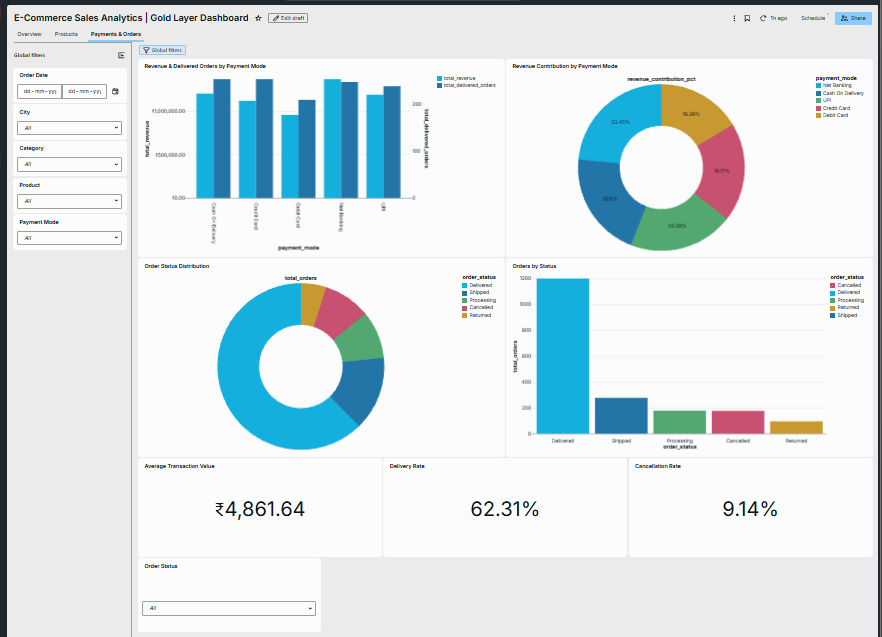 E-Commerce Sales Analytics | Gold Layer Dashboard ☆ Edit draft
1h ago Schedule Share
Overview Products Payments & Orders
Global filters
Order Date
dd - mm - yyyy dd - mm - yyyy
City
All
Category
All
Product
All
Payment Mode
All
Global filters
Revenue & Delivered Orders by Payment Mode
total_revenue
total_delivered_orders
total_revenue
₹1,000,000.00
₹500,000.00
₹0.00
200
100
0
total_delivered_orders
Cash On Delivery
Credit Card
Debit Card
Net Banking
UPI
payment_mode
Revenue Contribution by Payment Mode
revenue_contribution_pct
payment_mode
Net Banking
Cash On Delivery
UPI
Credit Card
Debit Card
Order Status Distribution
total_orders
order_status
Delivered
Shipped
Processing
Cancelled
Returned
Orders by Status
order_status
Cancelled
Delivered
Processing
Returned
Shipped
total_orders
1200
1000
800
600
400
200
0
Delivered Shipped Processing Cancelled Returned
order_status
Average Transaction Value
₹4,861.64
Delivery Rate
62.31%
Cancellation Rate
9.14%
Order Status
All